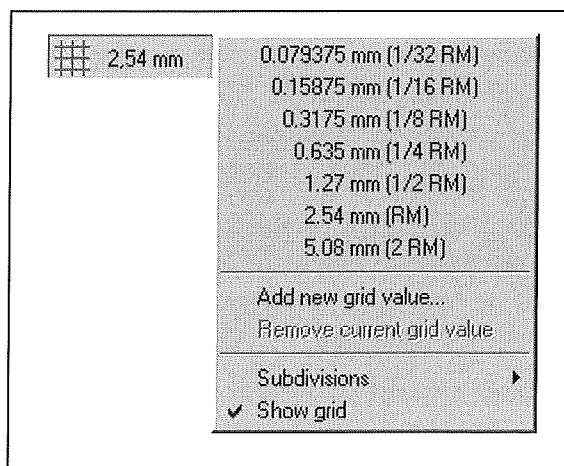 2,54 mm
0.079375 mm (1/32 RM)
0.15875 mm (1/16 RM)
0.3175 mm (1/8 RM)
0.635 mm (1/4 RM)
1.27 mm (1/2 RM)
2.54 mm (RM)
5.08 mm (2 RM)
Add new grid value...
Remove current grid value
Subdivisions
Show grid